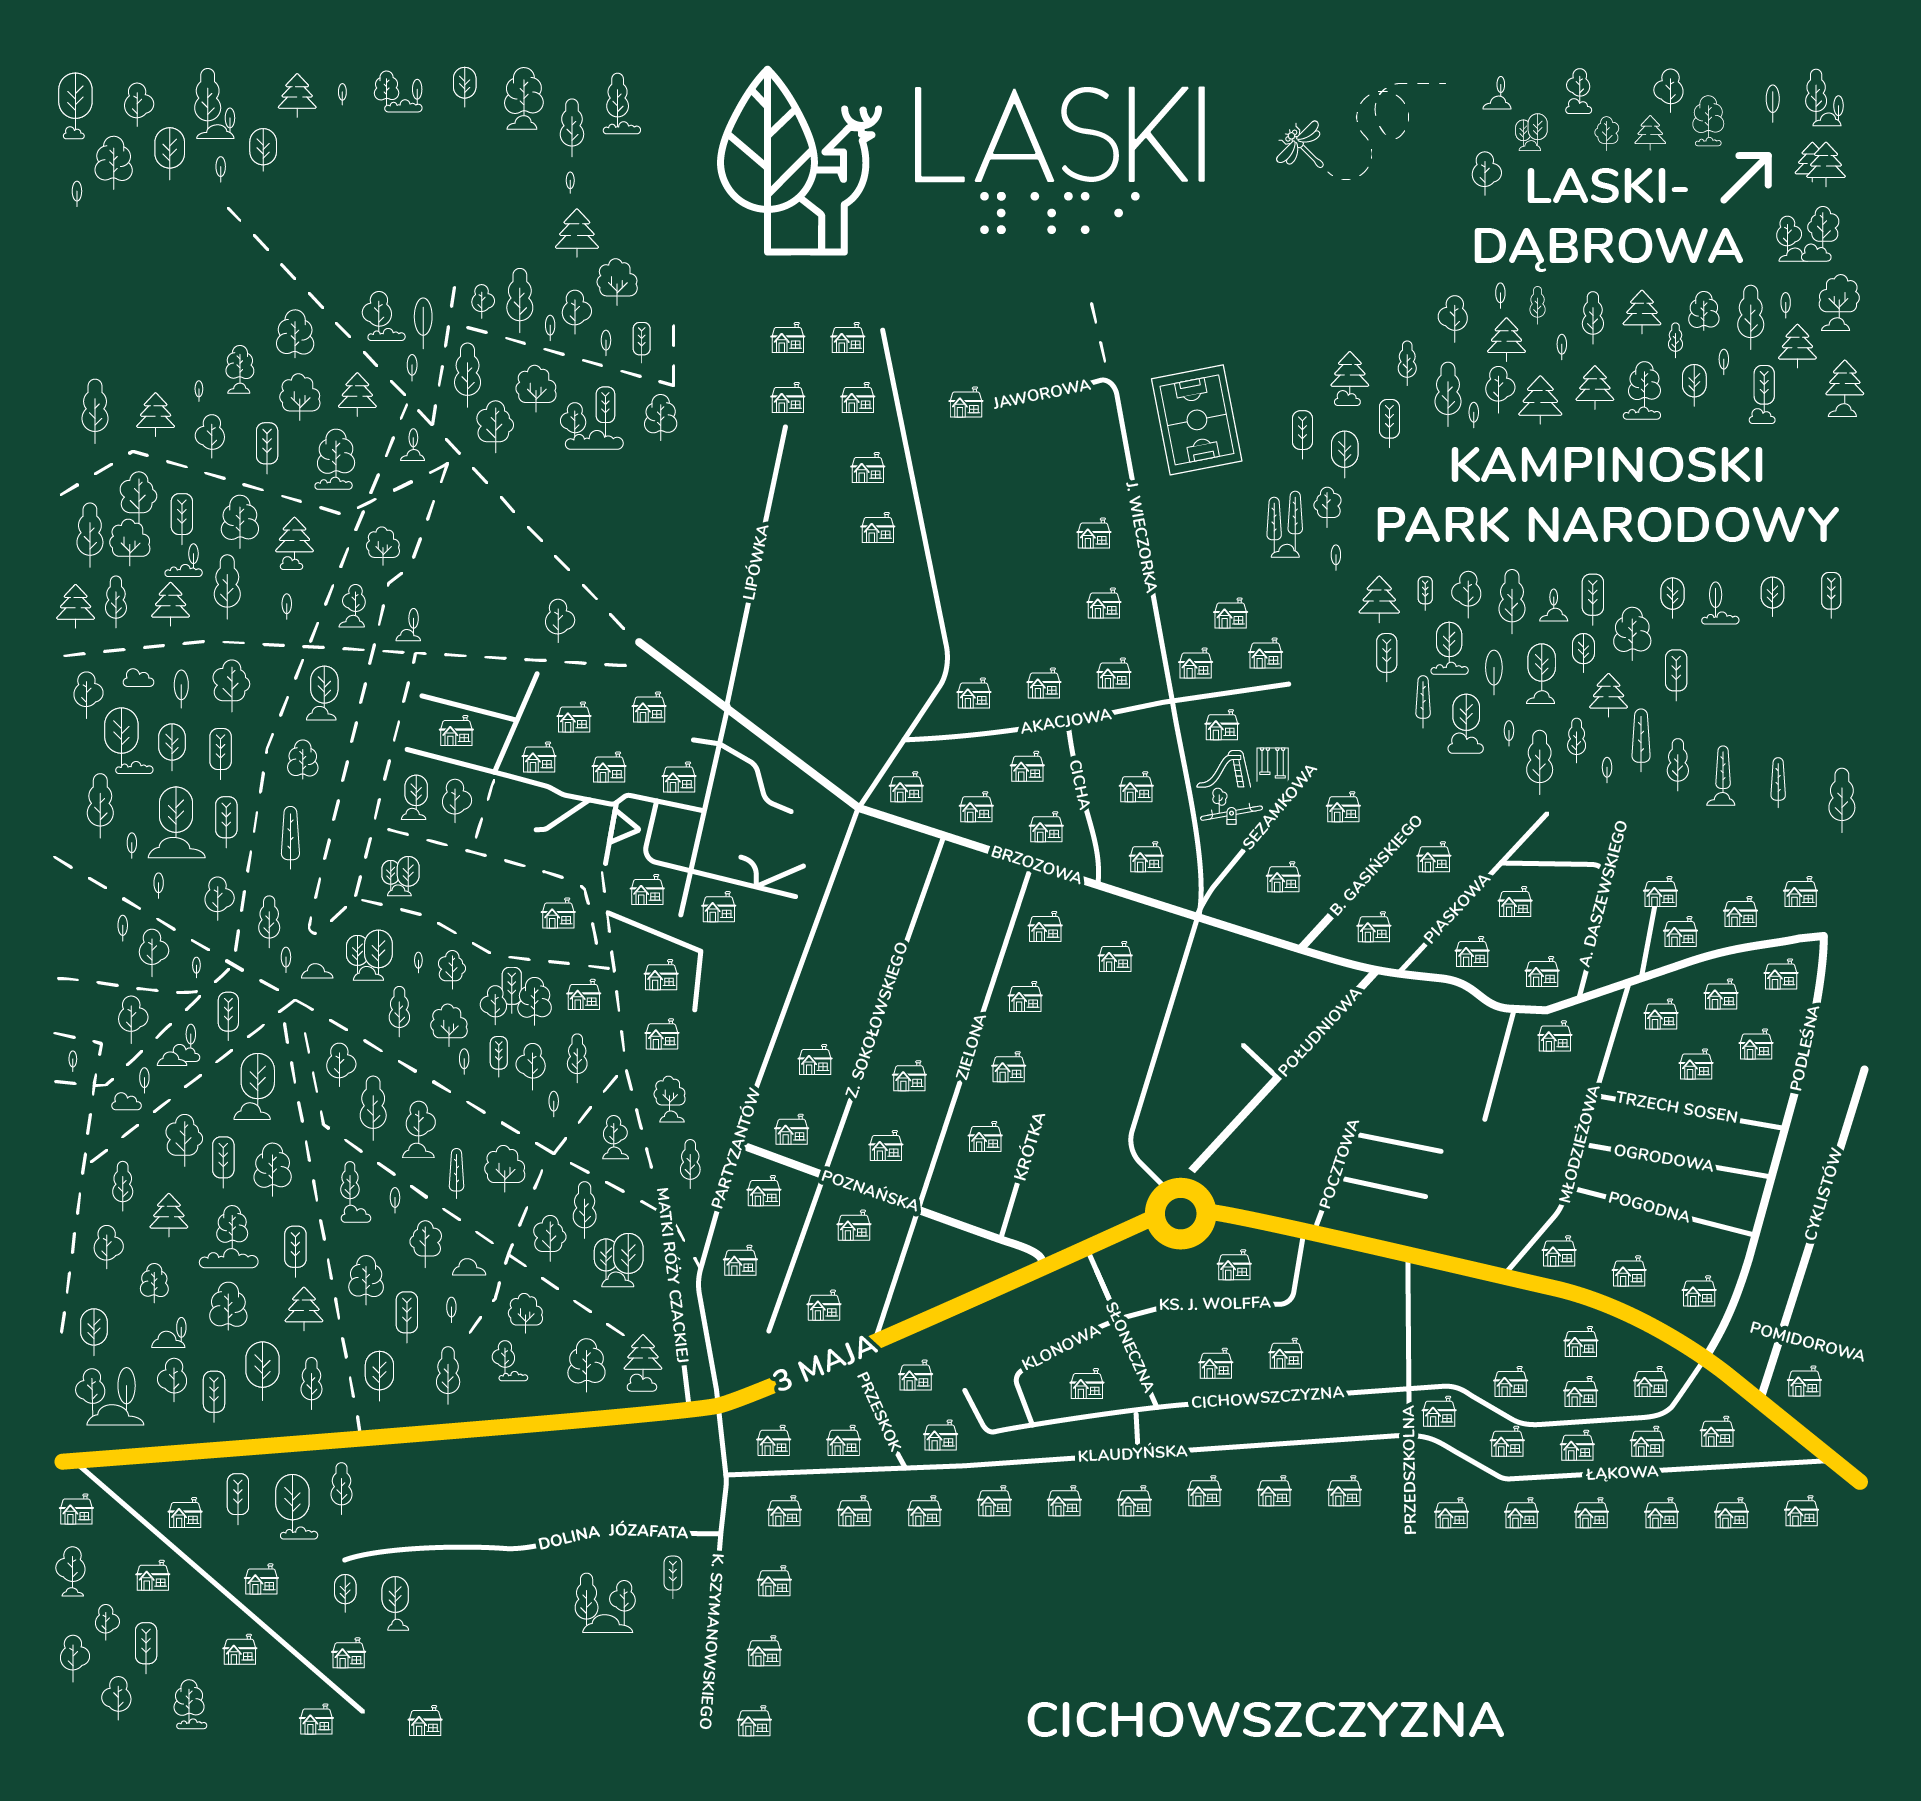 LASKI
LASKI-
DĄBROWA
KAMPINOSKI
PARK NARODOWY
JAWOROWA
J. WIECZORKA
LIPÓWKA
AKACJOWA
CICHA
SEZAMKOWA
BRZOZOWA
B. GASIŃSKIEGO
PIASKOWA
A. DASZEWSKIEGO
Z. SOKOŁOWSKIEGO
ZIELONA
POŁUDNIOWA
PODLEŚNA
PARTYZANTÓW
KRÓTKA
POZNAŃSKA
POCZTOWA
MŁODZIEŻOWA
TRZECH SOSEN
OGRODOWA
POGODNA
CYKLISTÓW
MATKI RÓŻY CZACKIEJ
KS. J. WOLFFA
KLONOWA
SŁONECZNA
POMIDOROWA
3 MAJA
PRZESKOK
CICHOWSZCZYZNA
PRZEDSZKOLNA
KLAUDYŃSKA
ŁĄKOWA
DOLINA JÓZAFATA
K. SZYMANOWSKIEGO
CICHOWSZCZYZNA